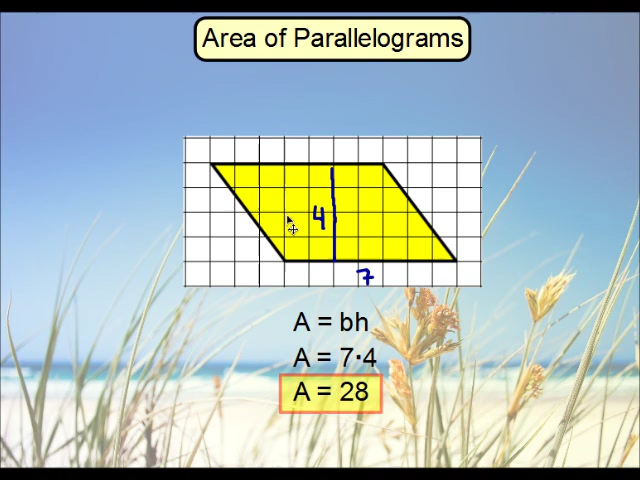 Area of Parallelograms
4
7
A = bh
A = 7·4
A = 28